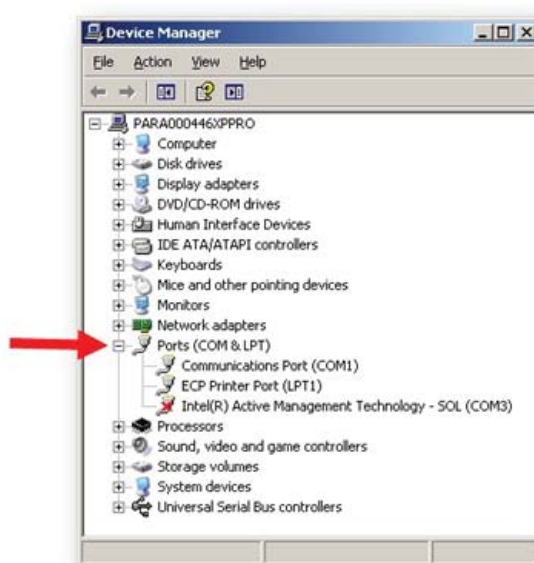 Device Manager
File Action View Help
PARA000446XPPRO
Computer
Disk drives
Display adapters
DVD/CD-ROM drives
Human Interface Devices
IDE ATA/ATAPI controllers
Keyboards
Mice and other pointing devices
Monitors
Network adapters
Ports (COM & LPT)
Communications Port (COM1)
ECP Printer Port (LPT1)
Intel(R) Active Management Technology - SOL (COM3)
Processors
Sound, video and game controllers
Storage volumes
System devices
Universal Serial Bus controllers